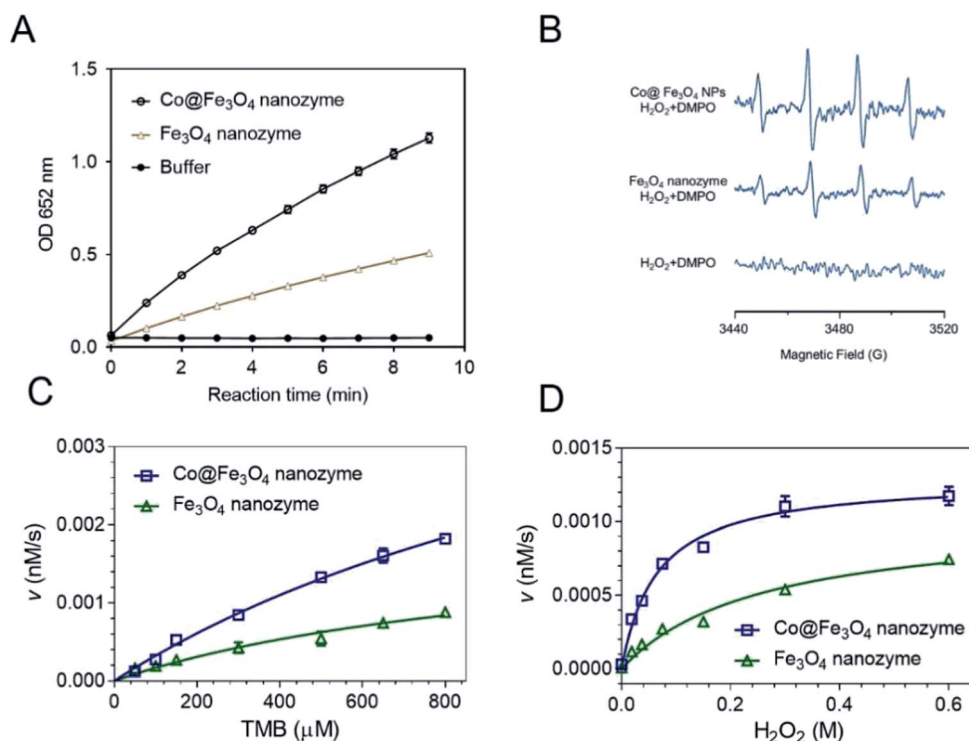 A
OD 652 nm
1.5
1.0
0.5
0.0
Co@Fe₃O₄ nanozyme
Fe₃O₄ nanozyme
Buffer
0 2 4 6 8 10
Reaction time (min)
B
Co@ Fe₃O₄ NPs
H₂O₂+DMPO
Fe₃O₄ nanozyme
H₂O₂+DMPO
H₂O₂+DMPO
3440 3480 3520
Magnetic Field (G)
C
v (nM/s)
0.003
0.002
0.001
0.000
Co@Fe₃O₄ nanozyme
Fe₃O₄ nanozyme
0 200 400 600 800
TMB (μM)
D
v (nM/s)
0.0015
0.0010
0.0005
0.0000
Co@Fe₃O₄ nanozyme
Fe₃O₄ nanozyme
0.0 0.2 0.4 0.6
H₂O₂ (M)